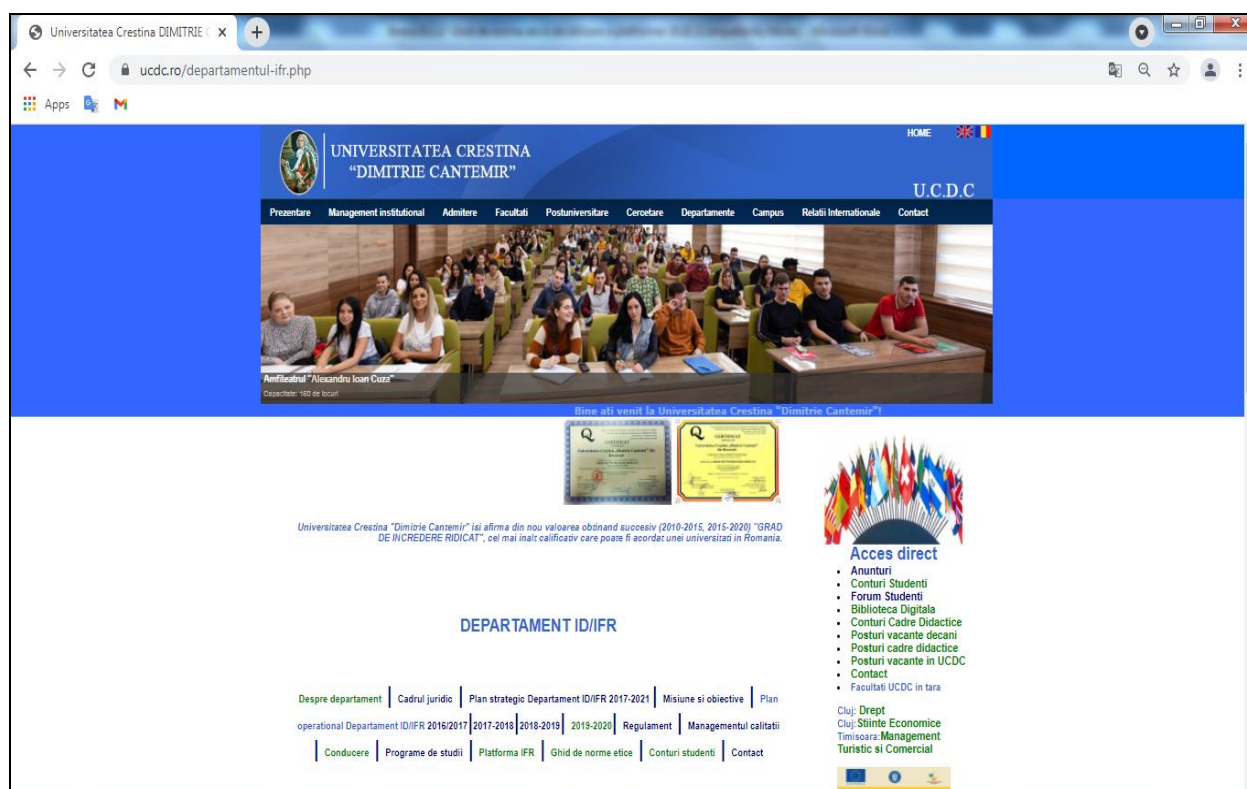 Universitatea Crestina DIMITRIE C
ucdc.ro/departamentul-ifr.php
Apps
HOME
UNIVERSITATEA CRESTINA
“DIMITRIE CANTEMIR”
U.C.D.C
Prezentare Management institutional Admitere Facultati Postuniversitare Cercetare Departamente Campus Relatii Internationale Contact
Amfiteatrul "Alexandru Ioan Cuza"
Capacitate: 160 de locuri
Bine ati venit la Universitatea Crestina "Dimitrie Cantemir"!
CERTIFICAT
CERTIFICAT
Universitatea Crestina "Dimitrie Cantemir" isi afirma din nou valoarea obtinand succesiv (2010-2015, 2015-2020) "GRAD
DE INCREDERE RIDICAT", cel mai inalt calificativ care poate fi acordat unei universitati in Romania.
DEPARTAMENT ID/IFR
Despre departament | Cadrul juridic | Plan strategic Departament ID/IFR 2017-2021 | Misiune si obiective | Plan
operational Departament ID/IFR 2016/2017 | 2017-2018 | 2018-2019 | 2019-2020 | Regulament | Managementul calitatii
| Conducere | Programe de studii | Platforma IFR | Ghid de norme etice | Conturi studenti | Contact
Acces direct
Anunturi
Conturi Studenti
Forum Studenti
Biblioteca Digitala
Conturi Cadre Didactice
Posturi vacante decani
Posturi cadre didactice
Posturi vacante in UCDC
Contact
Facultati UCDC in tara
Cluj: Drept
Cluj: Stiinte Economice
Timisoara: Management
Turistic si Comercial